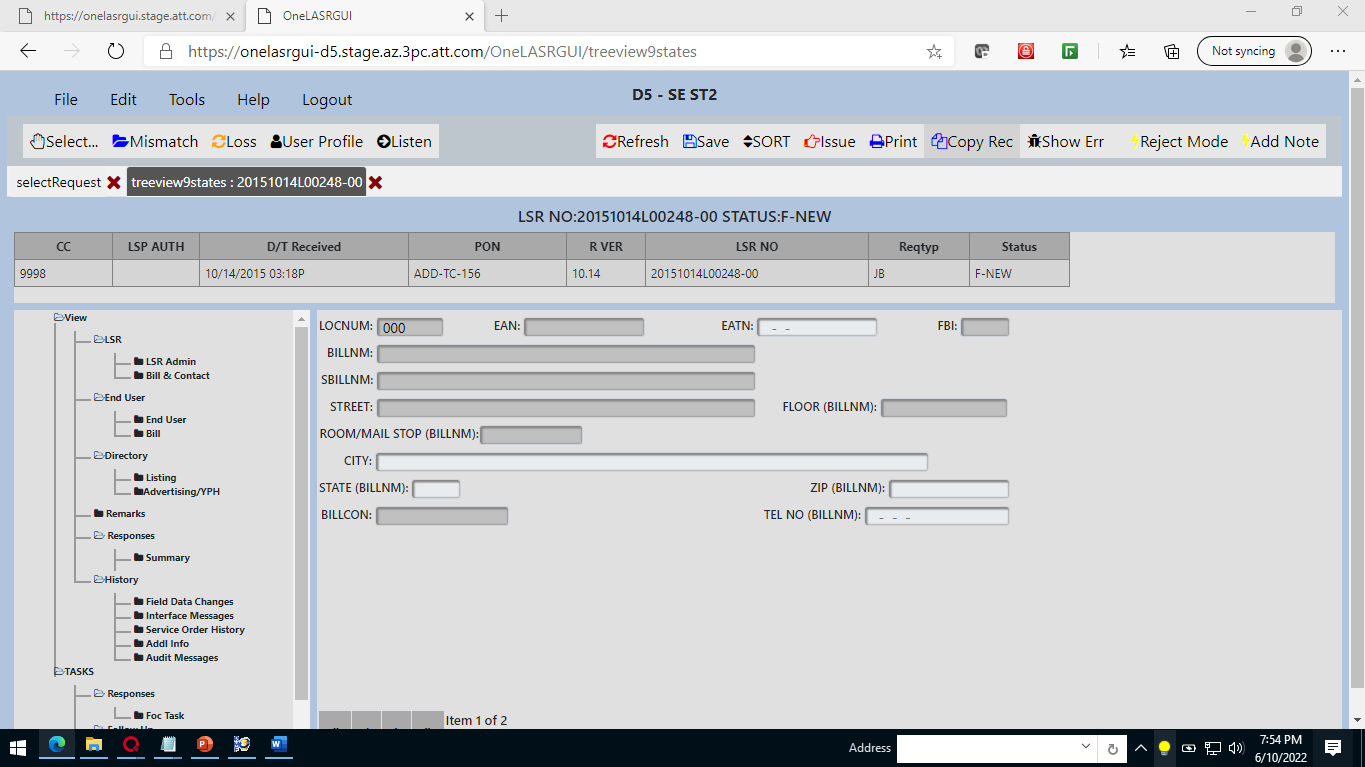 https://onelasrgui.stage.att.com/
OneLASRGUI
https://onelasrgui-d5.stage.az.3pc.att.com/OneLASRGUI/treeview9states
Not syncing
File Edit Tools Help Logout
D5 - SE ST2
Select... Mismatch Loss User Profile Listen Refresh Save SORT Issue Print Copy Rec Show Err Reject Mode Add Note
selectRequest treeview9states : 20151014L00248-00
LSR NO:20151014L00248-00 STATUS:F-NEW
CC LSP AUTH D/T Received PON R VER LSR NO Reqtyp Status
9998 10/14/2015 03:18P ADD-TC-156 10.14 20151014L00248-00 JB F-NEW
View
LSR
LSR Admin
Bill & Contact
End User
End User
Bill
Directory
Listing
Advertising/YPH
Remarks
Responses
Summary
History
Field Data Changes
Interface Messages
Service Order History
Addl Info
Audit Messages
TASKS
Responses
Foc Task
LOCNUM: 000 EAN: EATN: - - FBI:
BILLNM:
SBILLNM:
STREET: FLOOR (BILLNM):
ROOM/MAIL STOP (BILLNM):
CITY:
STATE (BILLNM): ZIP (BILLNM):
BILLCON: TEL NO (BILLNM): - - -
Item 1 of 2
Address
7:54 PM
6/10/2022